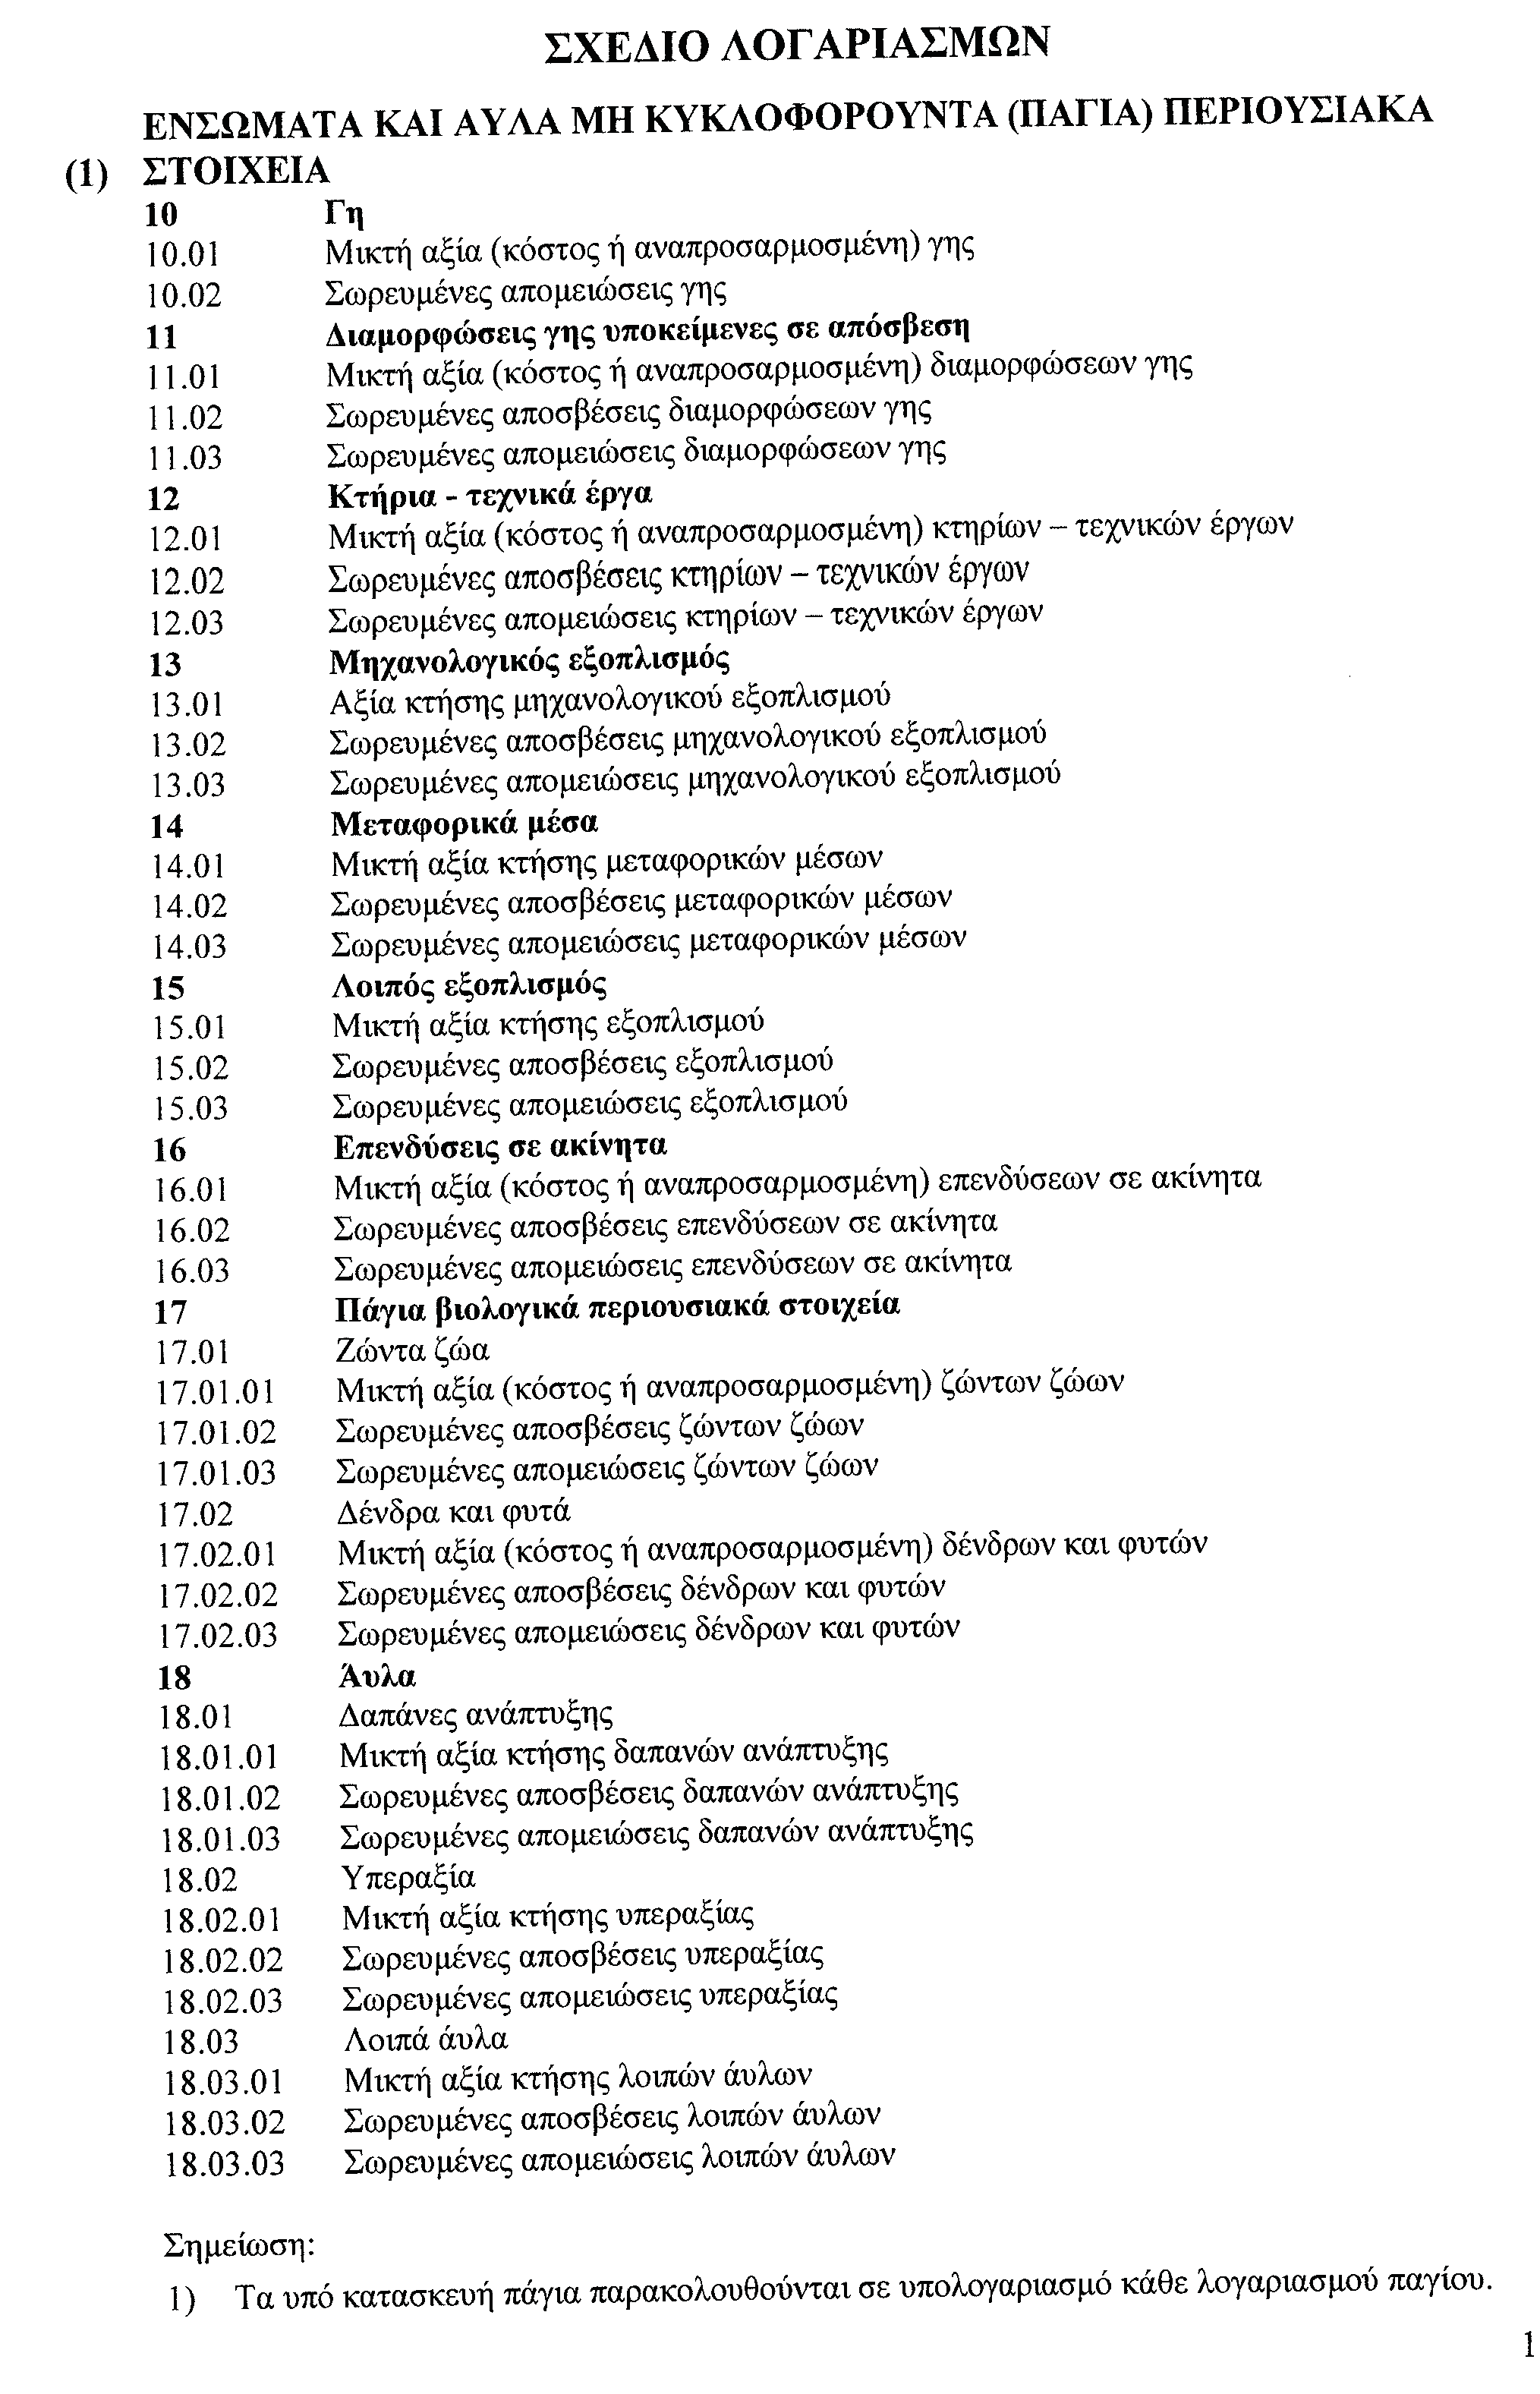 ΣΧΕΔΙΟ ΛΟΓΑΡΙΑΣΜΩΝ
ΕΝΣΩΜΑΤΑ ΚΑΙ ΑΥΛΑ ΜΗ ΚΥΚΛΟΦΟΡΟΥΝΤΑ (ΠΑΓΙΑ) ΠΕΡΙΟΥΣΙΑΚΑ
(1) ΣΤΟΙΧΕΙΑ
10 Γη
10.01 Μικτή αξία (κόστος ή αναπροσαρμοσμένη) γης
10.02 Σωρευμένες απομειώσεις γης
11 Διαμορφώσεις γης υποκείμενες σε απόσβεση
11.01 Μικτή αξία (κόστος ή αναπροσαρμοσμένη) διαμορφώσεων γης
11.02 Σωρευμένες αποσβέσεις διαμορφώσεων γης
11.03 Σωρευμένες απομειώσεις διαμορφώσεων γης
12 Κτήρια - τεχνικά έργα
12.01 Μικτή αξία (κόστος ή αναπροσαρμοσμένη) κτηρίων – τεχνικών έργων
12.02 Σωρευμένες αποσβέσεις κτηρίων – τεχνικών έργων
12.03 Σωρευμένες απομειώσεις κτηρίων – τεχνικών έργων
13 Μηχανολογικός εξοπλισμός
13.01 Αξία κτήσης μηχανολογικού εξοπλισμού
13.02 Σωρευμένες αποσβέσεις μηχανολογικού εξοπλισμού
13.03 Σωρευμένες απομειώσεις μηχανολογικού εξοπλισμού
14 Μεταφορικά μέσα
14.01 Μικτή αξία κτήσης μεταφορικών μέσων
14.02 Σωρευμένες αποσβέσεις μεταφορικών μέσων
14.03 Σωρευμένες απομειώσεις μεταφορικών μέσων
15 Λοιπός εξοπλισμός
15.01 Μικτή αξία κτήσης εξοπλισμού
15.02 Σωρευμένες αποσβέσεις εξοπλισμού
15.03 Σωρευμένες απομειώσεις εξοπλισμού
16 Επενδύσεις σε ακίνητα
16.01 Μικτή αξία (κόστος ή αναπροσαρμοσμένη) επενδύσεων σε ακίνητα
16.02 Σωρευμένες αποσβέσεις επενδύσεων σε ακίνητα
16.03 Σωρευμένες απομειώσεις επενδύσεων σε ακίνητα
17 Πάγια βιολογικά περιουσιακά στοιχεία
17.01 Ζώντα ζώα
17.01.01 Μικτή αξία (κόστος ή αναπροσαρμοσμένη) ζώντων ζώων
17.01.02 Σωρευμένες αποσβέσεις ζώντων ζώων
17.01.03 Σωρευμένες απομειώσεις ζώντων ζώων
17.02 Δένδρα και φυτά
17.02.01 Μικτή αξία (κόστος ή αναπροσαρμοσμένη) δένδρων και φυτών
17.02.02 Σωρευμένες αποσβέσεις δένδρων και φυτών
17.02.03 Σωρευμένες απομειώσεις δένδρων και φυτών
18 Άυλα
18.01 Δαπάνες ανάπτυξης
18.01.01 Μικτή αξία κτήσης δαπανών ανάπτυξης
18.01.02 Σωρευμένες αποσβέσεις δαπανών ανάπτυξης
18.01.03 Σωρευμένες απομειώσεις δαπανών ανάπτυξης
18.02 Υπεραξία
18.02.01 Μικτή αξία κτήσης υπεραξίας
18.02.02 Σωρευμένες αποσβέσεις υπεραξίας
18.02.03 Σωρευμένες απομειώσεις υπεραξίας
18.03 Λοιπά άυλα
18.03.01 Μικτή αξία κτήσης λοιπών άυλων
18.03.02 Σωρευμένες αποσβέσεις λοιπών άυλων
18.03.03 Σωρευμένες απομειώσεις λοιπών άυλων
Σημείωση:
1) Τα υπό κατασκευή πάγια παρακολουθούνται σε υπολογαριασμό κάθε λογαριασμού παγίου.
1